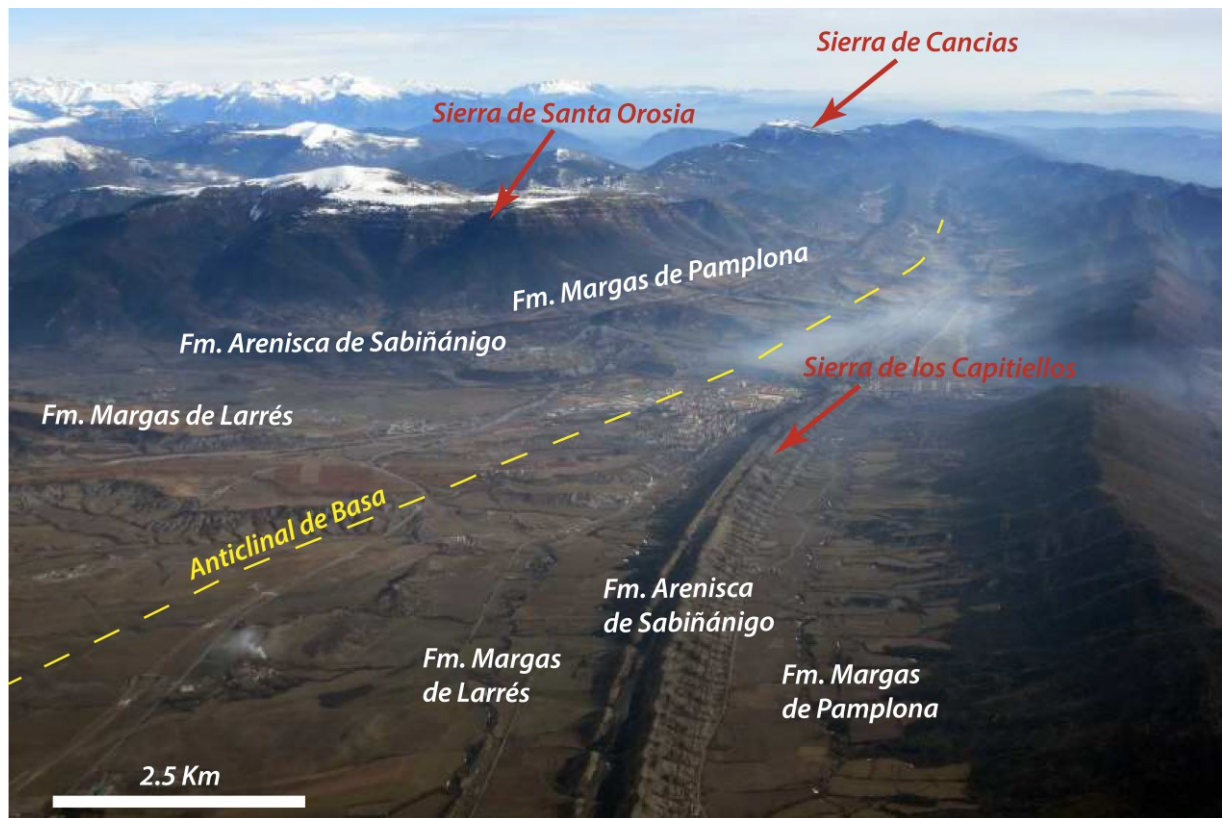 Sierra de Cancias
Sierra de Santa Orosia
Fm. Margas de Pamplona
Fm. Arenisca de Sabiñánigo
Sierra de los Capitiellos
Fm. Margas de Larrés
Anticlinal de Basa
Fm. Arenisca
de Sabiñánigo
Fm. Margas
de Larrés
Fm. Margas
de Pamplona
2.5 Km